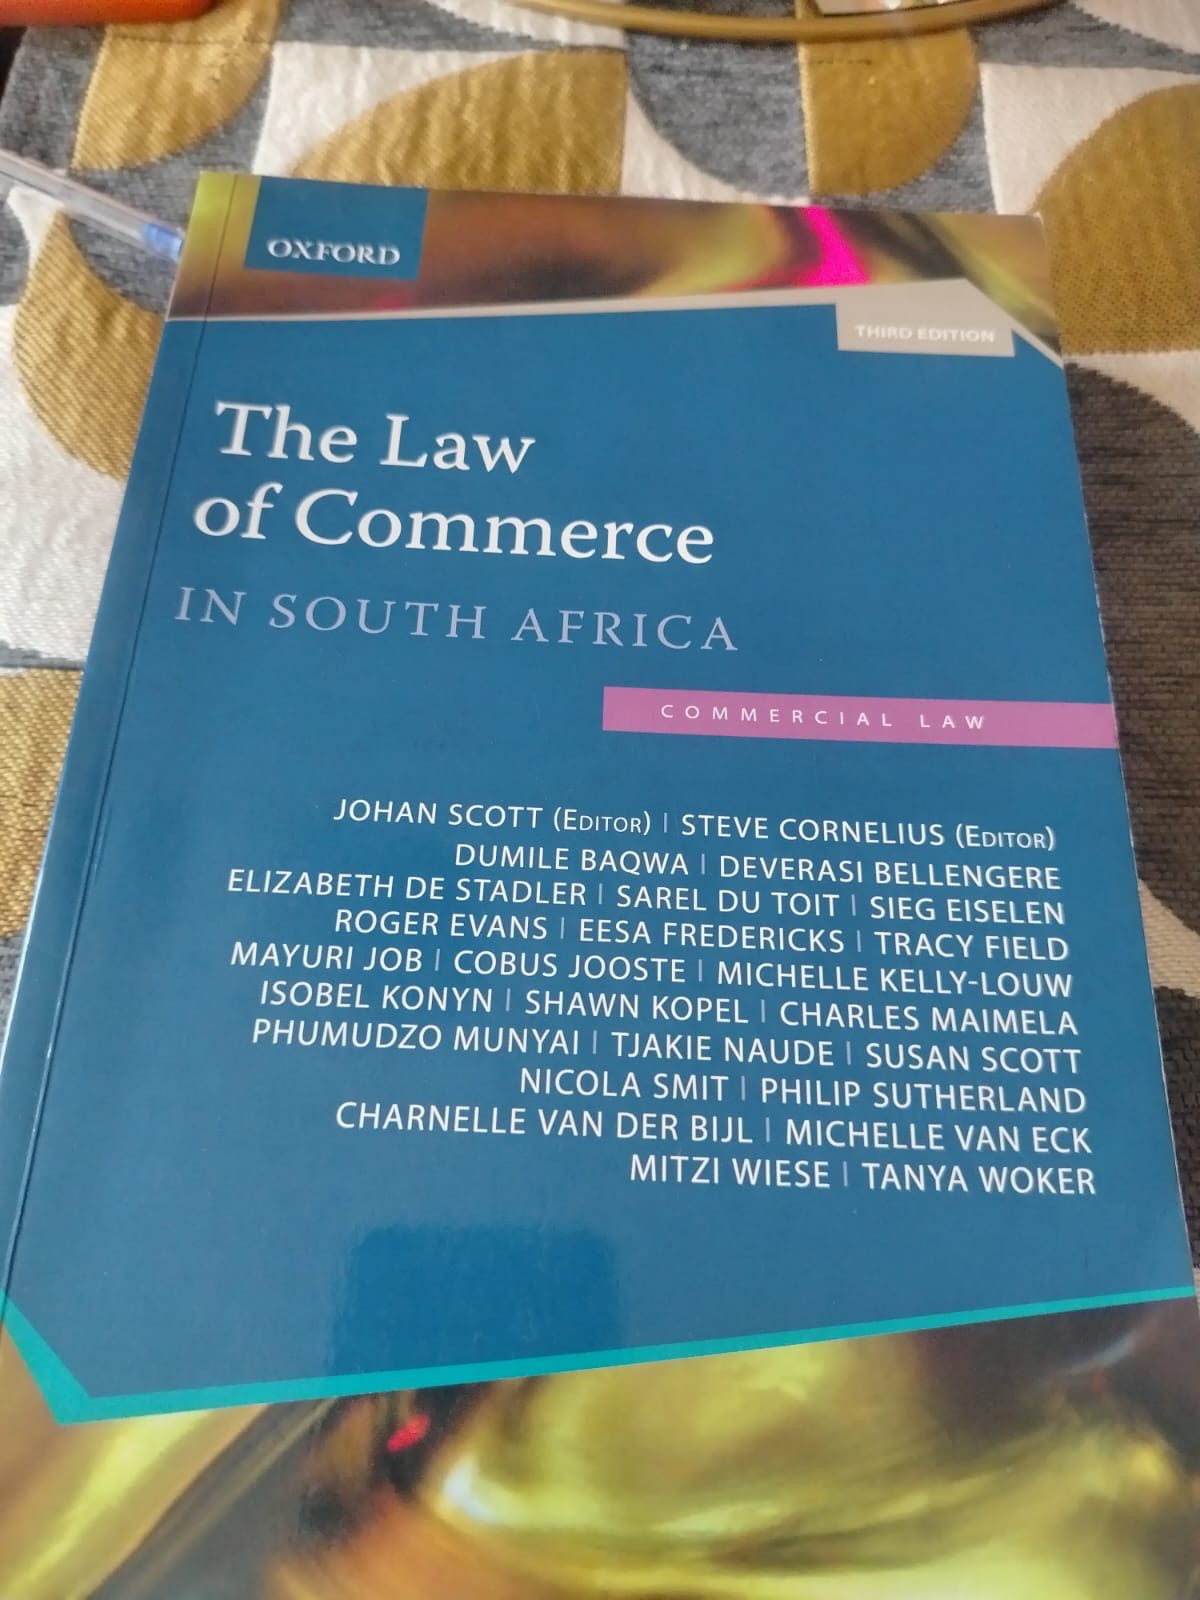 OXFORD
THIRD EDITION
The Law
of Commerce
IN SOUTH AFRICA
COMMERCIAL LAW
JOHAN SCOTT (EDITOR) | STEVE CORNELIUS (EDITOR)
DUMILE BAQWA | DEVERASI BELLENGERE
ELIZABETH DE STADLER | SAREL DU TOIT | SIEG EISELEN
ROGER EVANS | EESA FREDERICKS | TRACY FIELD
MAYURI JOB | COBUS JOOSTE | MICHELLE KELLY-LOUW
ISOBEL KONYN | SHAWN KOPEL | CHARLES MAIMELA
PHUMUDZO MUNYAI | TJAKIE NAUDE | SUSAN SCOTT
NICOLA SMIT | PHILIP SUTHERLAND
CHARNELLE VAN DER BIJL | MICHELLE VAN ECK
MITZI WIESE | TANYA WOKER